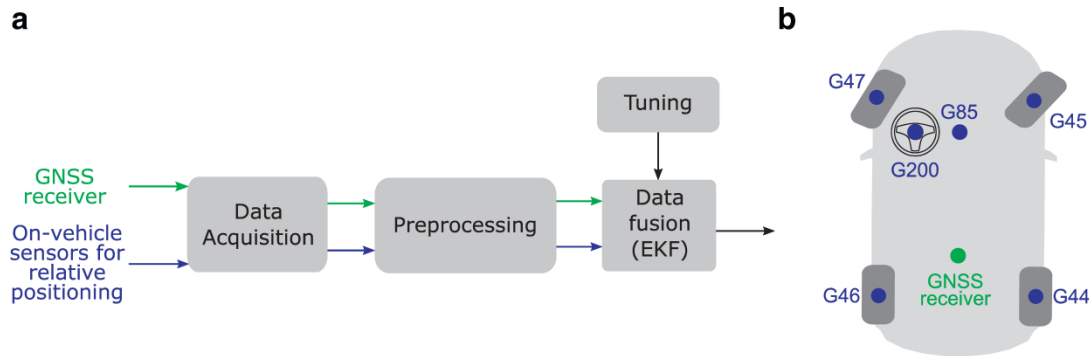 a
b
Tuning
GNSS
receiver
On-vehicle
sensors for
relative
positioning
Data
Acquisition
Preprocessing
Data
fusion
(EKF)
G47
G85
G45
G200
GNSS
receiver
G46
G44